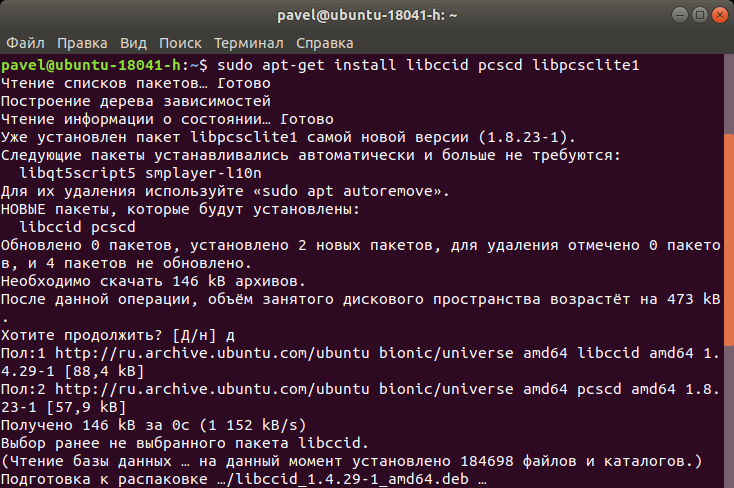 pavel@ubuntu-18041-h: ~
Файл Правка Вид Поиск Терминал Справка
pavel@ubuntu-18041-h:~$ sudo apt-get install libccid pcscd libpcsclite1
Чтение списков пакетов… Готово
Построение дерева зависимостей
Чтение информации о состоянии… Готово
Уже установлен пакет libpcsclite1 самой новой версии (1.8.23-1).
Следующие пакеты устанавливались автоматически и больше не требуются:
  libqt5script5 smplayer-l10n
Для их удаления используйте «sudo apt autoremove».
НОВЫЕ пакеты, которые будут установлены:
  libccid pcscd
Обновлено 0 пакетов, установлено 2 новых пакетов, для удаления отмечено 0 пакето
в, и 4 пакетов не обновлено.
Необходимо скачать 146 kB архивов.
После данной операции, объём занятого дискового пространства возрастёт на 473 kB
.
Хотите продолжить? [Д/н] д
Пол:1 http://ru.archive.ubuntu.com/ubuntu bionic/universe amd64 libccid amd64 1.
4.29-1 [88,4 kB]
Пол:2 http://ru.archive.ubuntu.com/ubuntu bionic/universe amd64 pcscd amd64 1.8.
23-1 [57,9 kB]
Получено 146 kB за 0с (1 152 kB/s)
Выбор ранее не выбранного пакета libccid.
(Чтение базы данных … на данный момент установлено 184698 файлов и каталогов.)
Подготовка к распаковке …/libccid_1.4.29-1_amd64.deb …